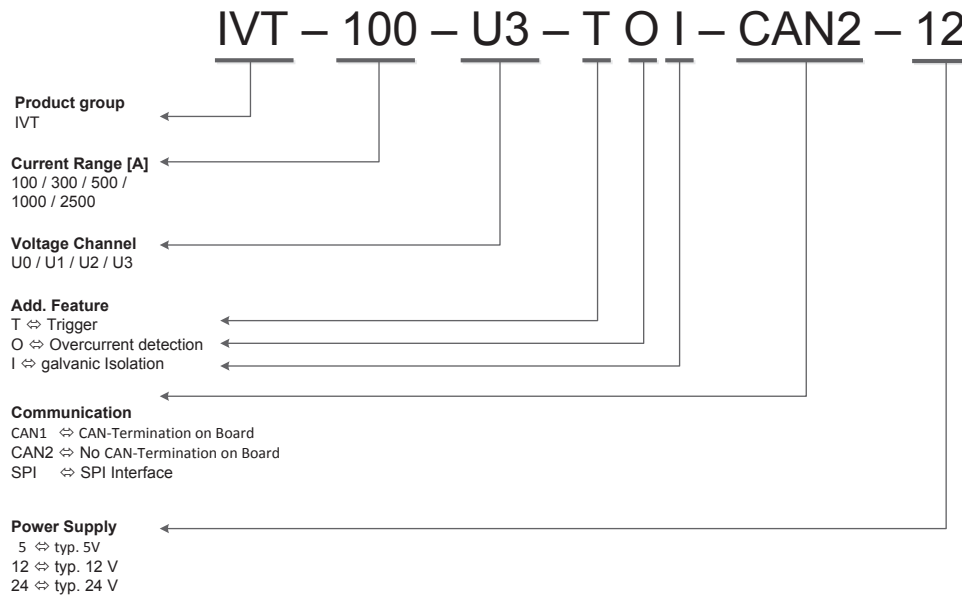 IVT – 100 – U3 – T O I – CAN2 – 12
Product group
IVT
Current Range [A]
100 / 300 / 500 /
1000 / 2500
Voltage Channel
U0 / U1 / U2 / U3
Add. Feature
T ⇔ Trigger
O ⇔ Overcurrent detection
I ⇔ galvanic Isolation
Communication
CAN1 ⇔ CAN-Termination on Board
CAN2 ⇔ No CAN-Termination on Board
SPI ⇔ SPI Interface
Power Supply
5 ⇔ typ. 5V
12 ⇔ typ. 12 V
24 ⇔ typ. 24 V